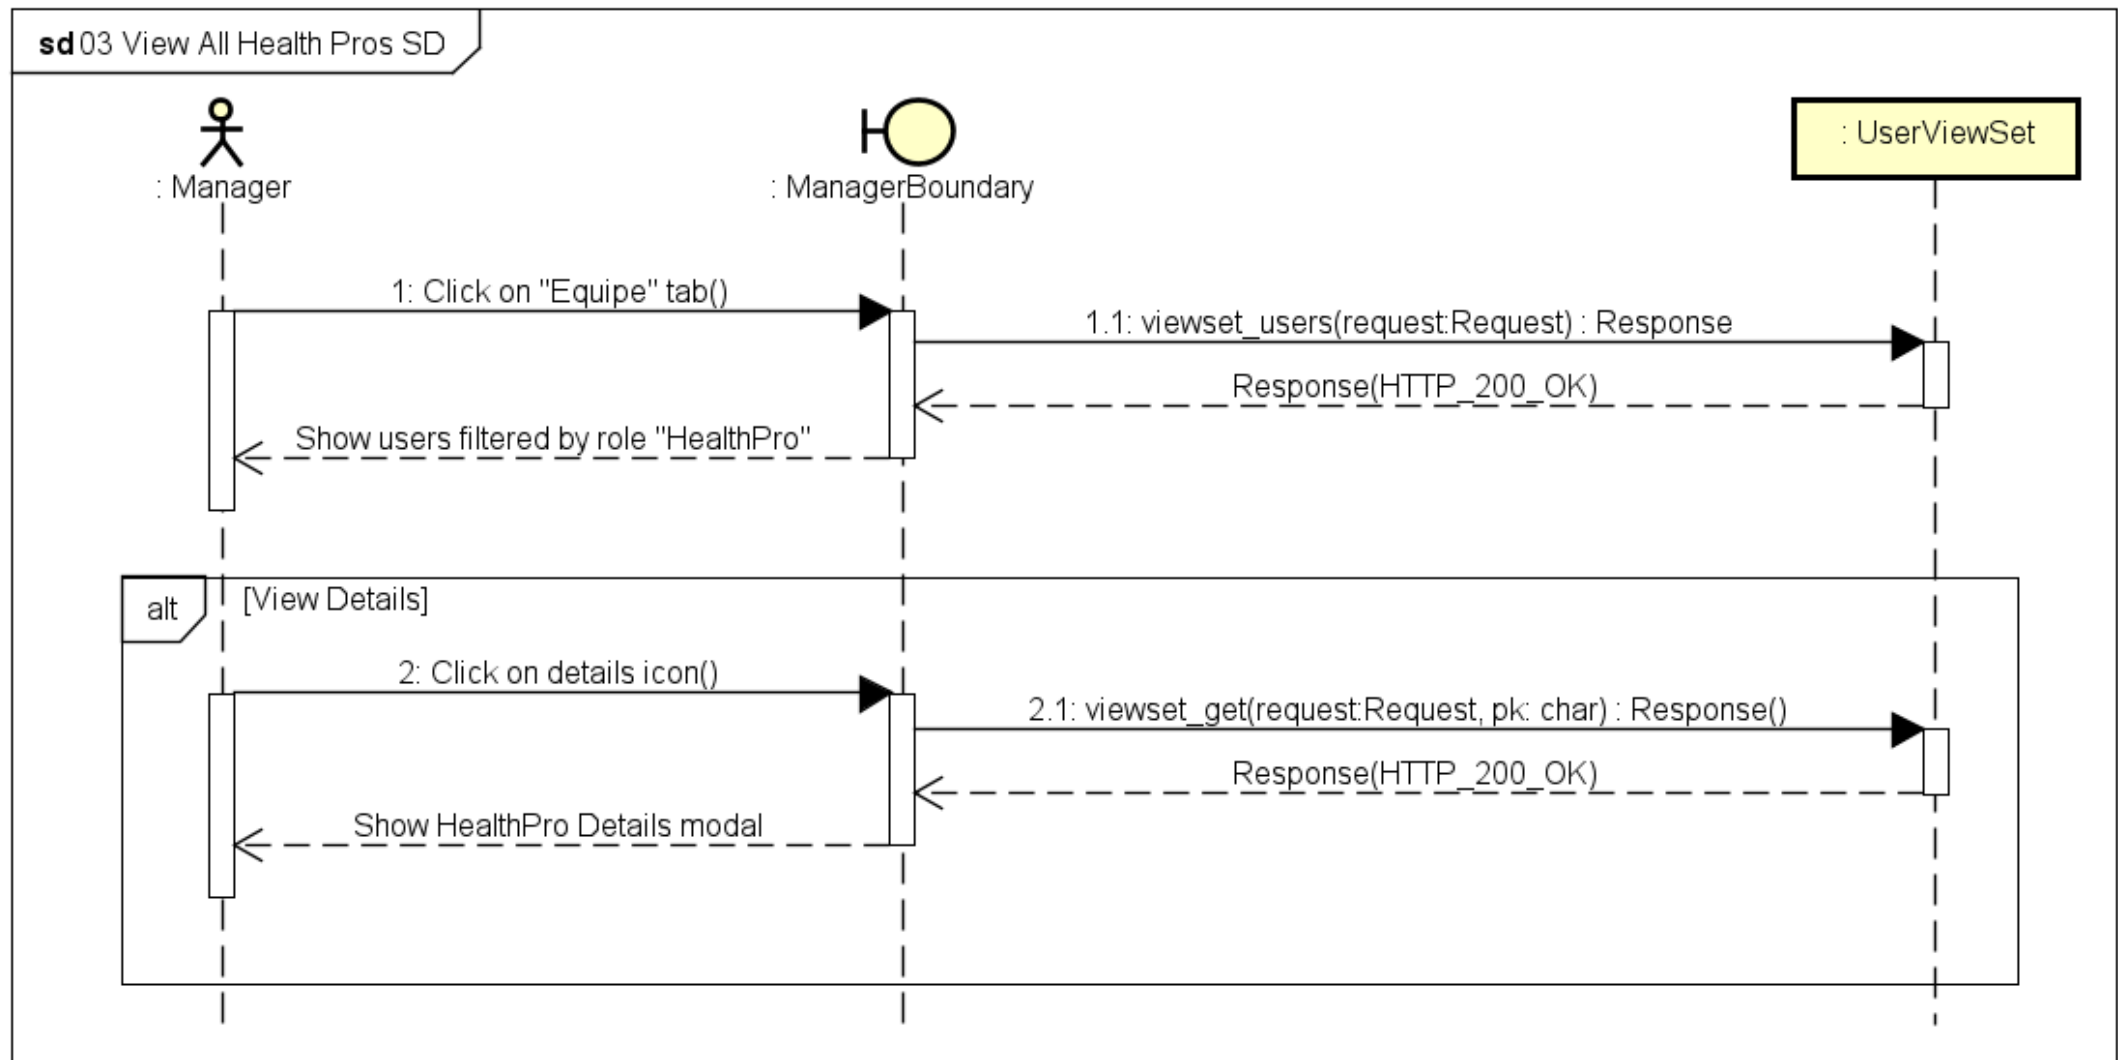 sd 03 View All Health Pros SD
: Manager
: ManagerBoundary
: UserViewSet
1: Click on "Equipe" tab()
1.1: viewset_users(request:Request) : Response
Response(HTTP_200_OK)
Show users filtered by role "HealthPro"
alt
[View Details]
2: Click on details icon()
2.1: viewset_get(request:Request, pk: char) : Response()
Response(HTTP_200_OK)
Show HealthPro Details modal